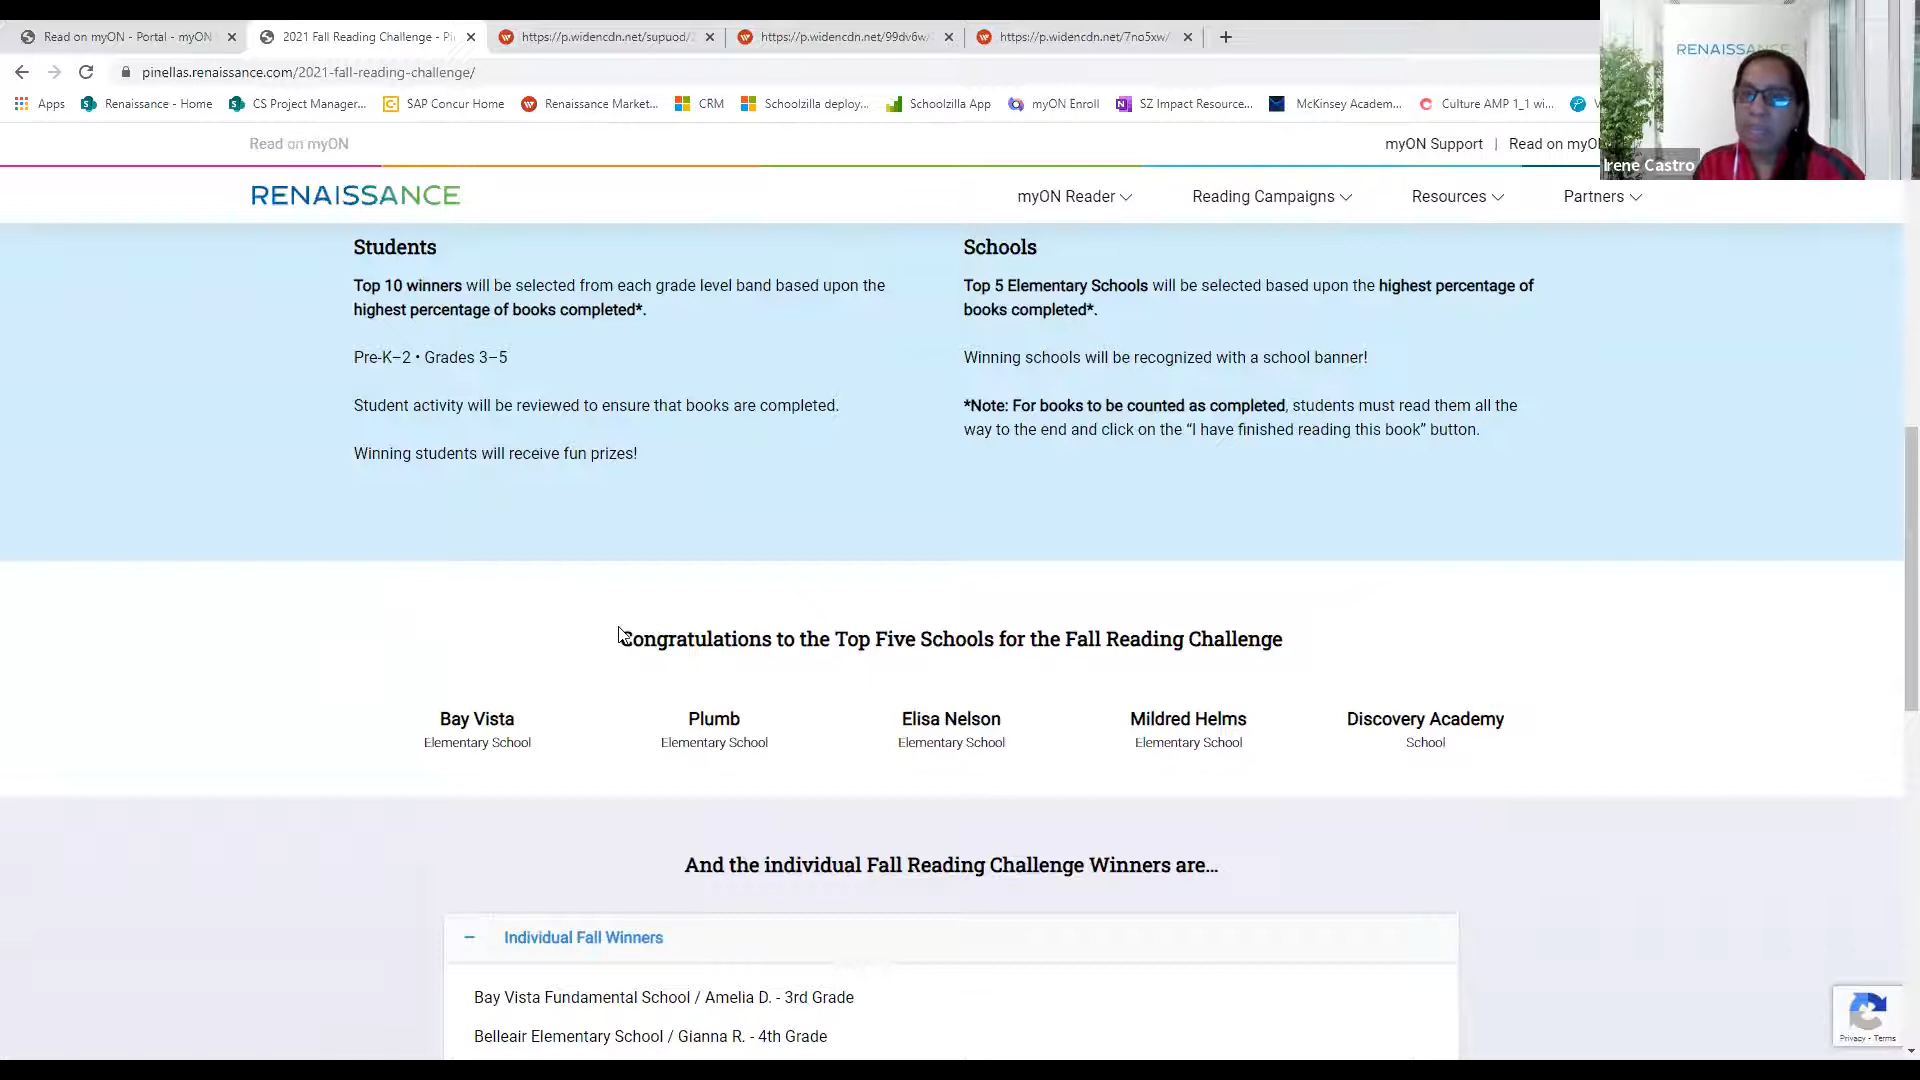 Read on myON - Portal - myON
2021 Fall Reading Challenge - Pi
https://p.widencdn.net/supuod/
https://p.widencdn.net/99dv6w/
https://p.widencdn.net/7no5xw/
pinellas.renaissance.com/2021-fall-reading-challenge/
Apps
Renaissance - Home
CS Project Manager...
SAP Concur Home
Renaissance Market...
CRM
Schoolzilla deploy...
Schoolzilla App
myON Enroll
SZ Impact Resource...
McKinsey Academ...
Culture AMP 1_1 wi...
RENAISSANCE
Irene Castro
Read on myON
myON Support | Read on myO
RENAISSANCE
myON Reader
Reading Campaigns
Resources
Partners
Students
Top 10 winners will be selected from each grade level band based upon the
highest percentage of books completed*.
Pre-K–2 • Grades 3–5
Student activity will be reviewed to ensure that books are completed.
Winning students will receive fun prizes!
Schools
Top 5 Elementary Schools will be selected based upon the highest percentage of
books completed*.
Winning schools will be recognized with a school banner!
*Note: For books to be counted as completed, students must read them all the
way to the end and click on the “I have finished reading this book” button.
Congratulations to the Top Five Schools for the Fall Reading Challenge
Bay Vista
Elementary School
Plumb
Elementary School
Elisa Nelson
Elementary School
Mildred Helms
Elementary School
Discovery Academy
School
And the individual Fall Reading Challenge Winners are...
Individual Fall Winners
Bay Vista Fundamental School / Amelia D. - 3rd Grade
Belleair Elementary School / Gianna R. - 4th Grade
Privacy - Terms